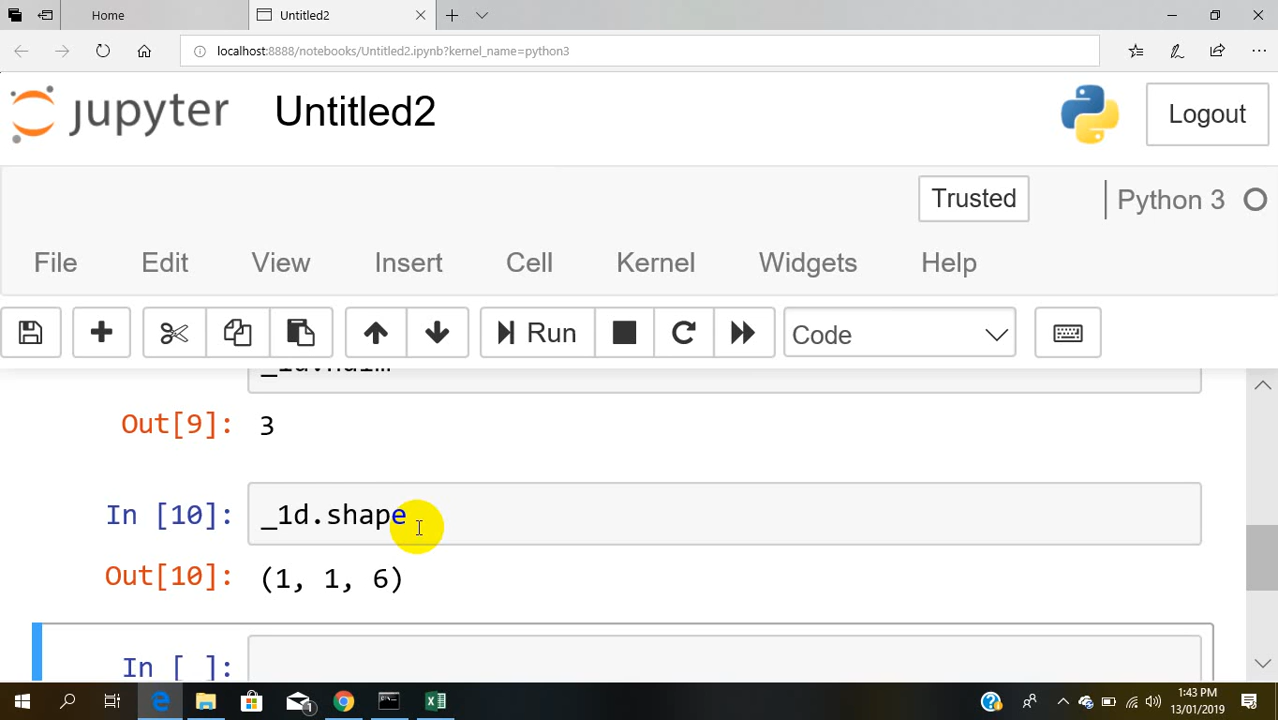 Home
Untitled2
localhost:8888/notebooks/Untitled2.ipynb?kernel_name=python3
jupyter Untitled2
Logout
Trusted
Python 3
File Edit View Insert Cell Kernel Widgets Help
Run
Code
Out[9]: 3
In [10]: _1d.shape
Out[10]: (1, 1, 6)
In [ ]:
1:43 PM
13/01/2019